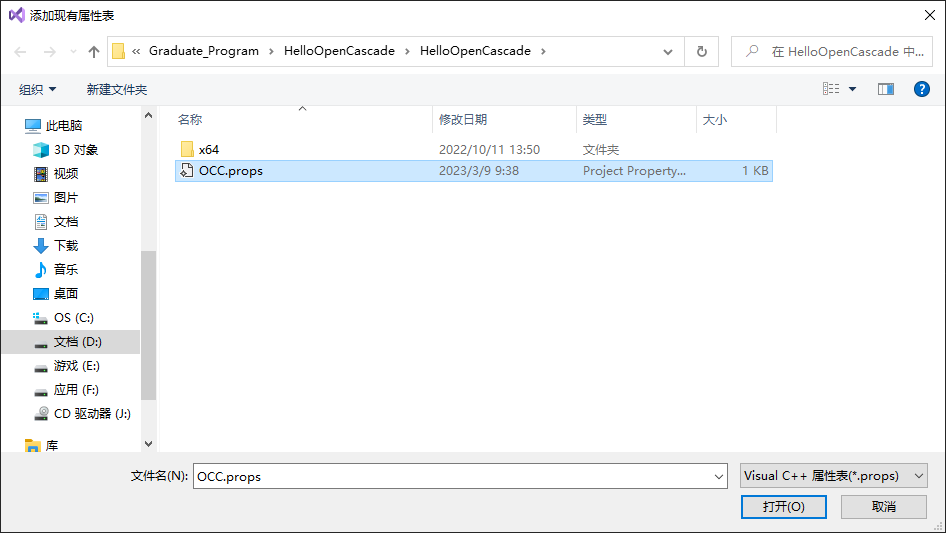 添加现有属性表
« Graduate_Program › HelloOpenCascade › HelloOpenCascade ›
在 HelloOpenCascade 中...
组织 新建文件夹
名称 修改日期 类型 大小
x64 2022/10/11 13:50 文件夹
OCC.props 2023/3/9 9:38 Project Property... 1 KB
此电脑
3D 对象
视频
图片
文档
下载
音乐
桌面
OS (C:)
文档 (D:)
游戏 (E:)
应用 (F:)
CD 驱动器 (J:)
库
文件名(N): OCC.props Visual C++ 属性表(*.props)
打开(O) 取消